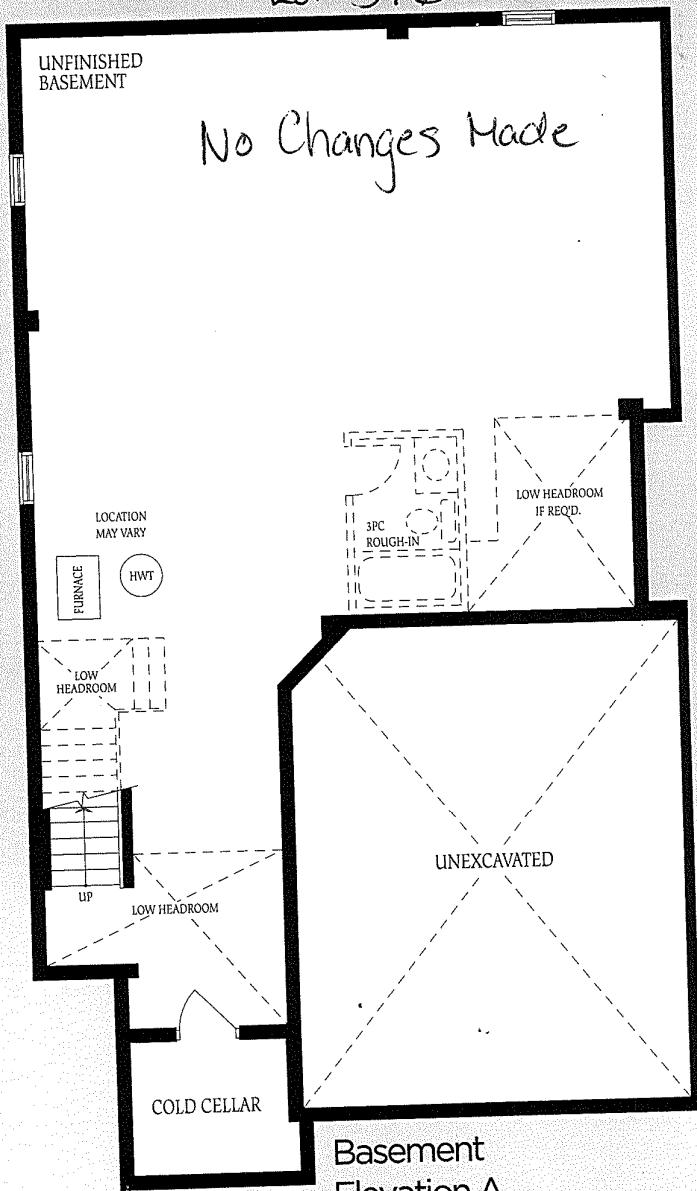 UNFINISHED
BASEMENT
No Changes Made
LOCATION
MAY VARY
FURNACE
HWT
3PC
ROUGH-IN
LOW HEADROOM
IF REQ'D.
LOW
HEADROOM
UNEXCAVATED
UP
LOW HEADROOM
COLD CELLAR
Basement
Elevation A